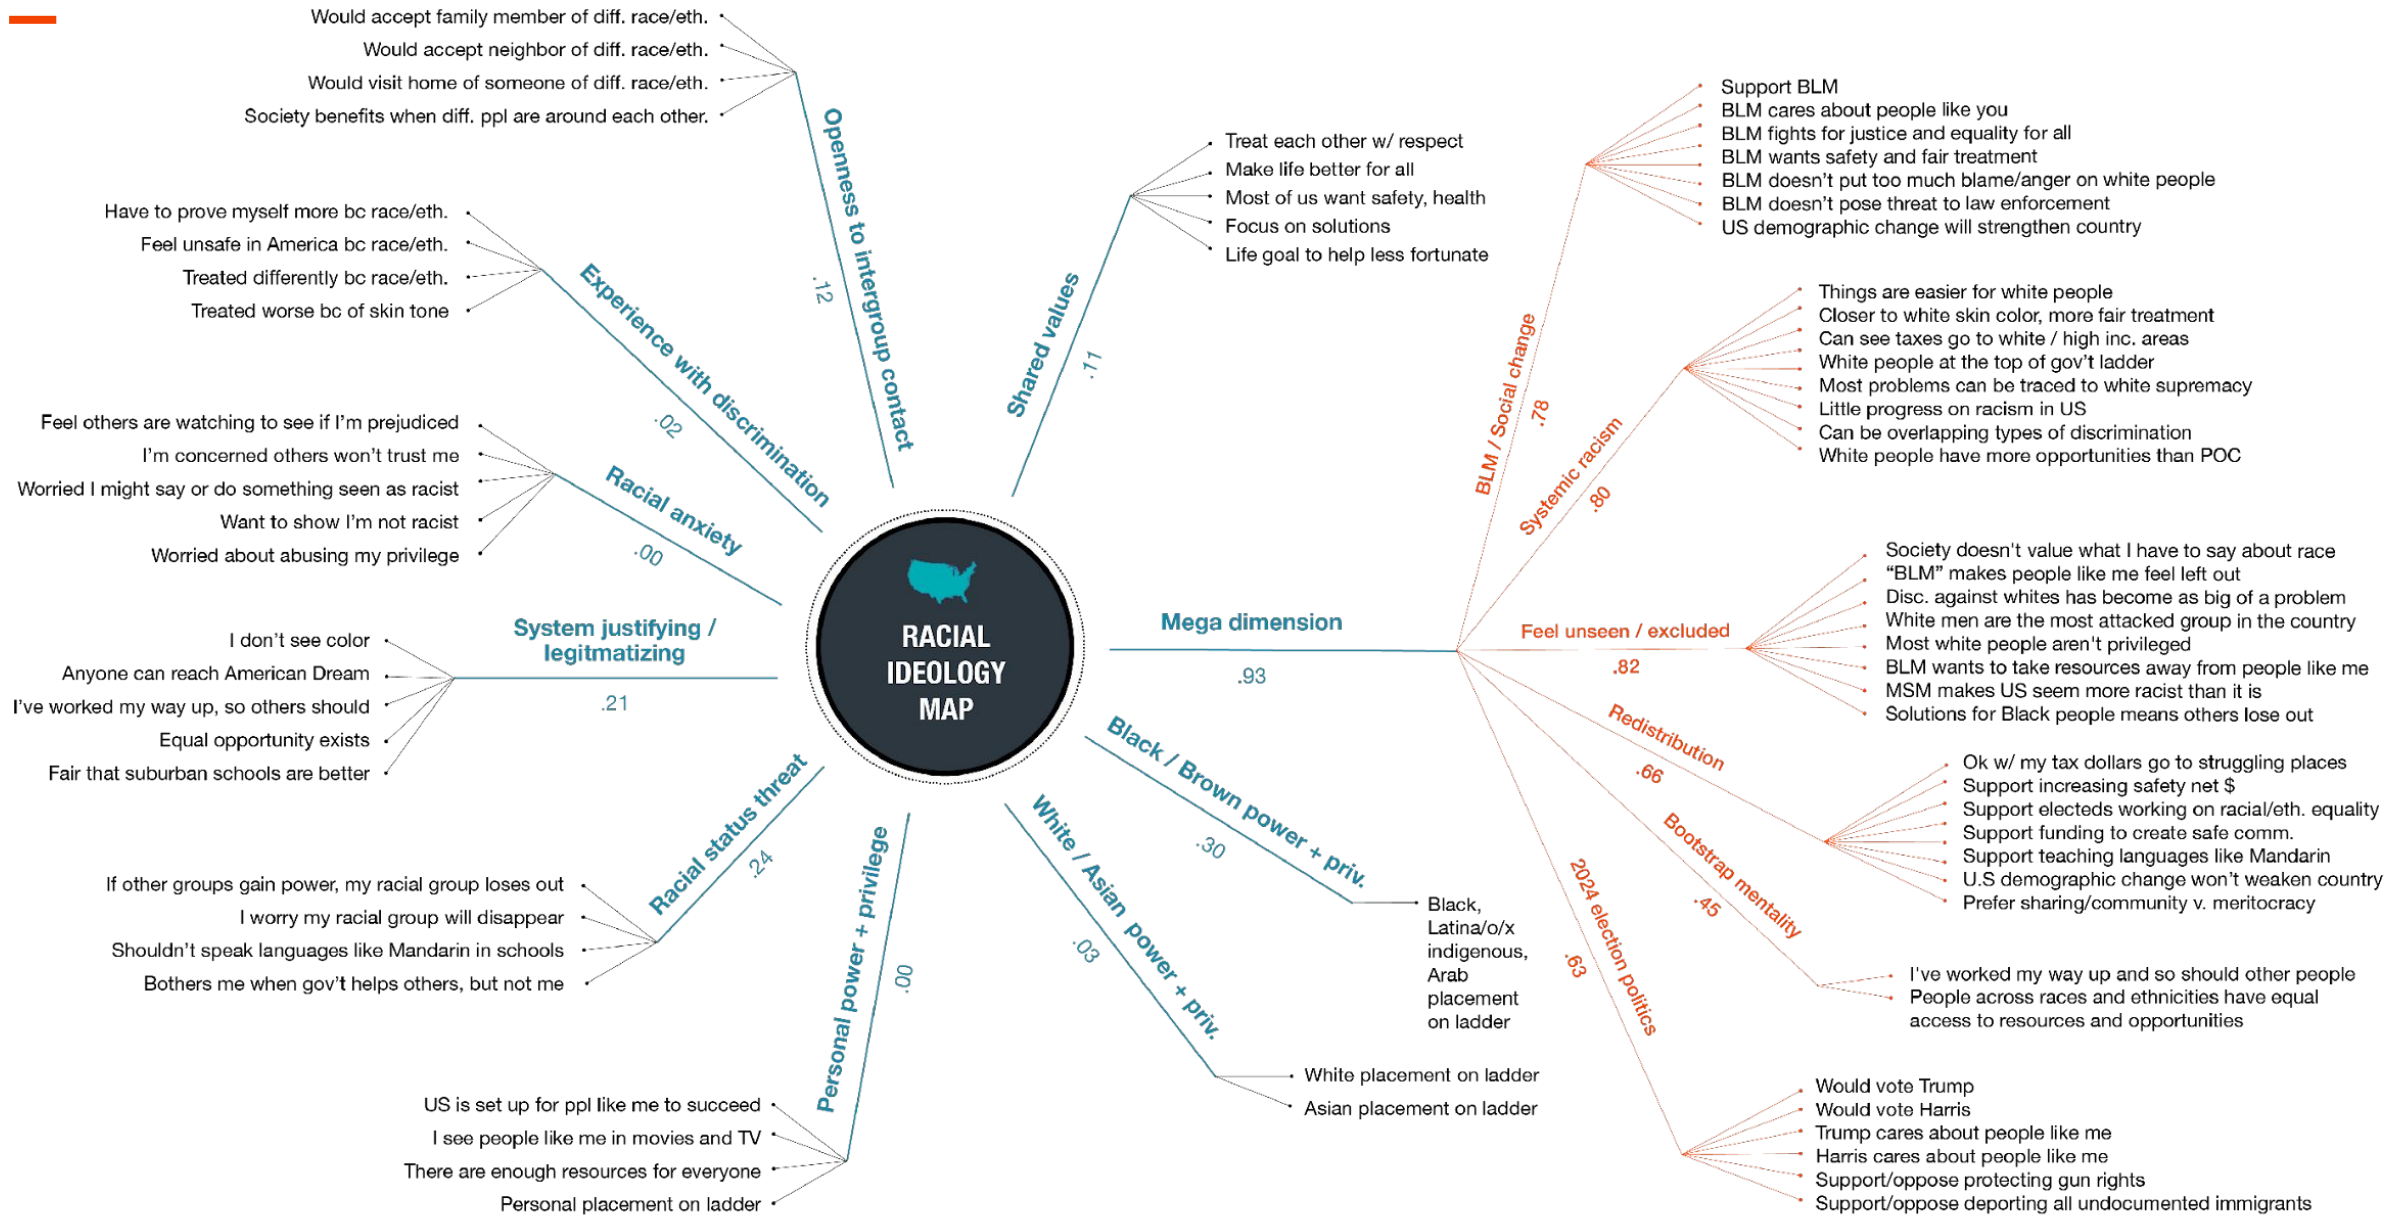 Would accept family member of diff. race/eth.
Would accept neighbor of diff. race/eth.
Would visit home of someone of diff. race/eth.
Society benefits when diff. ppl are around each other.
Openness to intergroup contact
.12
Have to prove myself more bc race/eth.
Feel unsafe in America bc race/eth.
Treated differently bc race/eth.
Treated worse bc of skin tone
Experience with discrimination
.02
Feel others are watching to see if I'm prejudiced
I'm concerned others won't trust me
Worried I might say or do something seen as racist
Want to show I'm not racist
Worried about abusing my privilege
Racial anxiety
.00
I don't see color
Anyone can reach American Dream
I've worked my way up, so others should
Equal opportunity exists
Fair that suburban schools are better
System justifying /
legitmatizing
.21
If other groups gain power, my racial group loses out
I worry my racial group will disappear
Shouldn't speak languages like Mandarin in schools
Bothers me when gov't helps others, but not me
Racial status threat
.24
US is set up for ppl like me to succeed
I see people like me in movies and TV
There are enough resources for everyone
Personal placement on ladder
Personal power + privilege
.00
RACIAL
IDEOLOGY
MAP
Treat each other w/ respect
Make life better for all
Most of us want safety, health
Focus on solutions
Life goal to help less fortunate
Shared values
.11
Mega dimension
.93
Black / Brown power + priv.
.30
Black,
Latina/o/x
indigenous,
Arab
placement
on ladder
White / Asian power + priv.
.03
White placement on ladder
Asian placement on ladder
BLM / Social change
.78
Support BLM
BLM cares about people like you
BLM fights for justice and equality for all
BLM wants safety and fair treatment
BLM doesn't put too much blame/anger on white people
BLM doesn't pose threat to law enforcement
US demographic change will strengthen country
Systemic racism
.80
Things are easier for white people
Closer to white skin color, more fair treatment
Can see taxes go to white / high inc. areas
White people at the top of gov't ladder
Most problems can be traced to white supremacy
Little progress on racism in US
Can be overlapping types of discrimination
White people have more opportunities than POC
Feel unseen / excluded
.82
Society doesn't value what I have to say about race
“BLM” makes people like me feel left out
Disc. against whites has become as big of a problem
White men are the most attacked group in the country
Most white people aren't privileged
BLM wants to take resources away from people like me
MSM makes US seem more racist than it is
Solutions for Black people means others lose out
Redistribution
.66
Ok w/ my tax dollars go to struggling places
Support increasing safety net $
Support electeds working on racial/eth. equality
Support funding to create safe comm.
Support teaching languages like Mandarin
U.S demographic change won't weaken country
Prefer sharing/community v. meritocracy
Bootstrap mentality
.45
I've worked my way up and so should other people
People across races and ethnicities have equal
access to resources and opportunities
2024 election politics
.63
Would vote Trump
Would vote Harris
Trump cares about people like me
Harris cares about people like me
Support/oppose protecting gun rights
Support/oppose deporting all undocumented immigrants